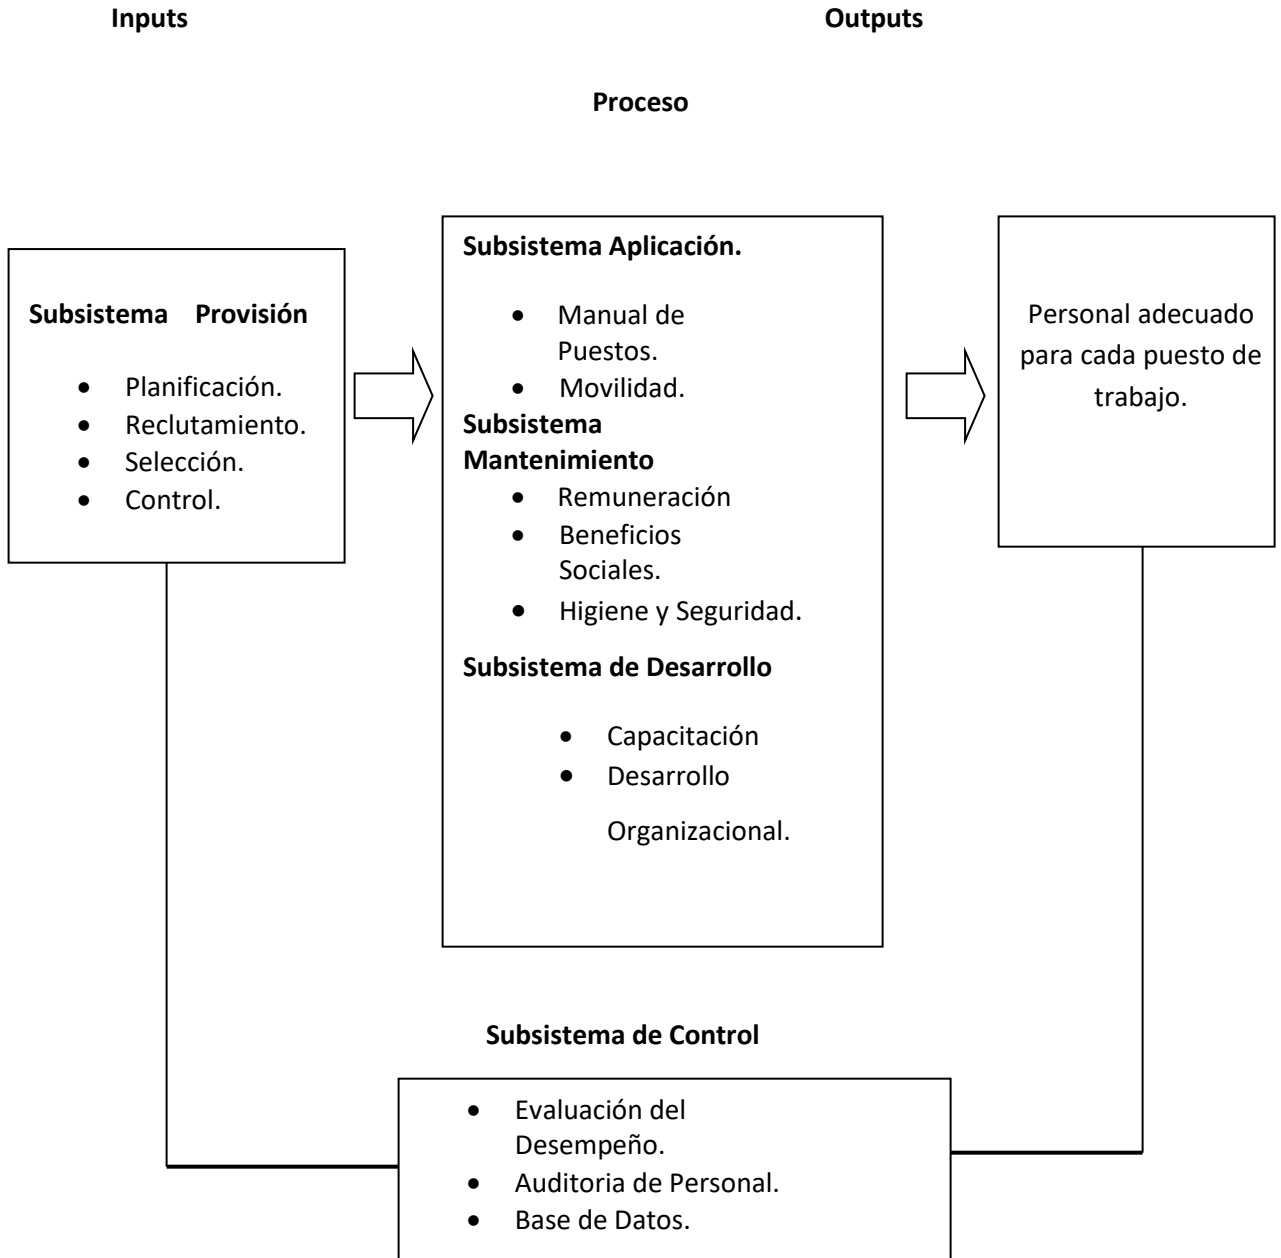 Inputs
Outputs
Proceso
Subsistema Provisión
• Planificación.
• Reclutamiento.
• Selección.
• Control.
Subsistema Aplicación.
• Manual de
Puestos.
• Movilidad.
Subsistema
Mantenimiento
• Remuneración
• Beneficios
Sociales.
• Higiene y Seguridad.
Subsistema de Desarrollo
• Capacitación
• Desarrollo
Organizacional.
Personal adecuado
para cada puesto de
trabajo.
Subsistema de Control
• Evaluación del
Desempeño.
• Auditoria de Personal.
• Base de Datos.